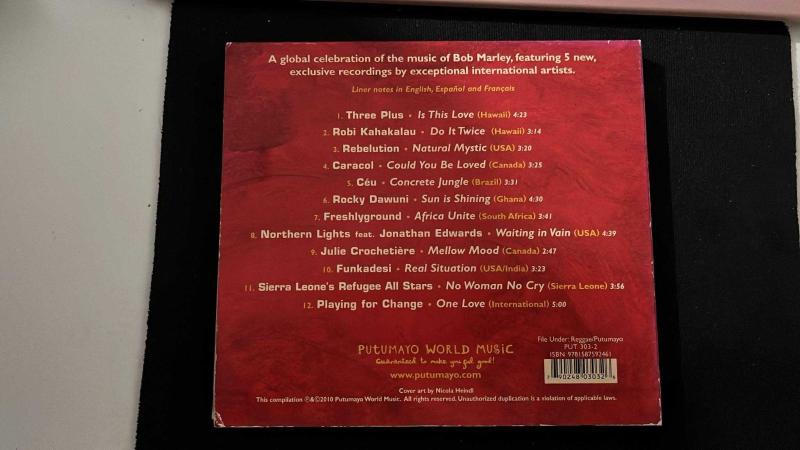 A global celebration of the music of Bob Marley, featuring 5 new,
exclusive recordings by exceptional international artists.
Liner notes in English, Español and Français
1. Three Plus • Is This Love (Hawaii) 4:23
2. Robi Kahakalau • Do It Twice (Hawaii) 3:14
3. Rebelution • Natural Mystic (USA) 3:20
4. Caracol • Could You Be Loved (Canada) 3:25
5. Céu • Concrete Jungle (Brazil) 3:31
6. Rocky Dawuni • Sun is Shining (Ghana) 4:30
7. Freshlyground • Africa Unite (South Africa) 3:41
8. Northern Lights feat. Jonathan Edwards • Waiting in Vain (USA) 4:39
9. Julie Crochetière • Mellow Mood (Canada) 2:47
10. Funkadesi • Real Situation (USA/India) 3:23
11. Sierra Leone's Refugee All Stars • No Woman No Cry (Sierra Leone) 3:56
12. Playing for Change • One Love (International) 5:00
PUTUMAYO WORLD MUSIC
Guaranteed to make you feel good!
www.putumayo.com
File Under: Reggae/Putumayo
PUT 303-2
ISBN 9781587592461
7 90248 03032 6
Cover art by Nicola Heindl
This compilation ℗&©2010 Putumayo World Music. All rights reserved. Unauthorized duplication is a violation of applicable laws.